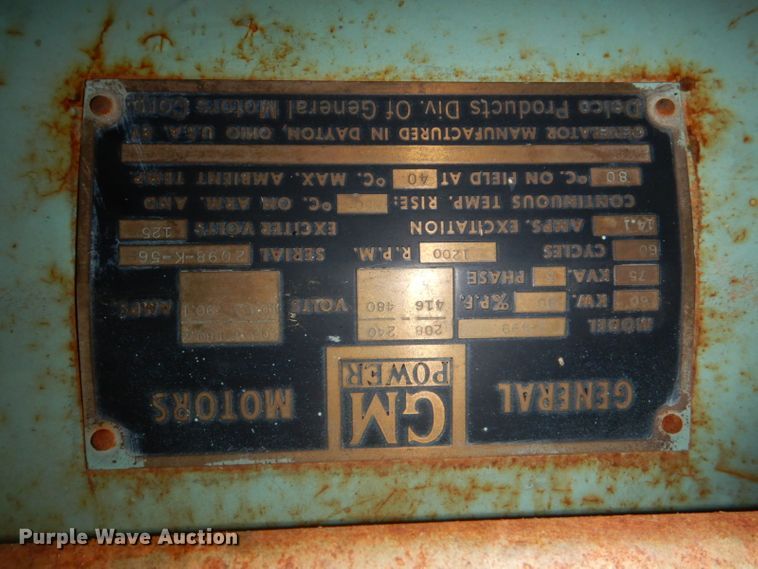 GENERAL GM POWER MOTORS
MODEL
60 KW. 80 %P.F. 208 - 240 416 - 480 VOLTS AMPS.
75 KVA. PHASE
60 CYCLES 1200 R.P.M. SERIAL 2098-K-56
14.1 AMPS. EXCITATION 125 EXCITER VOLTS
CONTINUOUS TEMP. RISE: °C. ON ARM. AND
80 °C. ON FIELD AT 40 °C. MAX. AMBIENT TEMP.
GENERATOR MANUFACTURED IN DAYTON, OHIO U.S.A. BY
Delco Products Div. Of General Motors Corp.
Purple Wave Auction